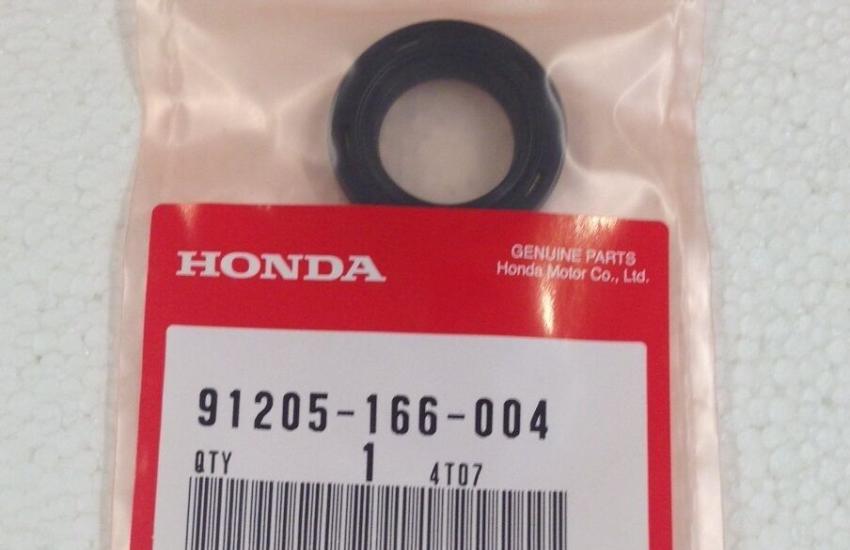 HONDA
GENUINE PARTS
Honda Motor Co., Ltd.
91205-166-004
QTY 1 4T07